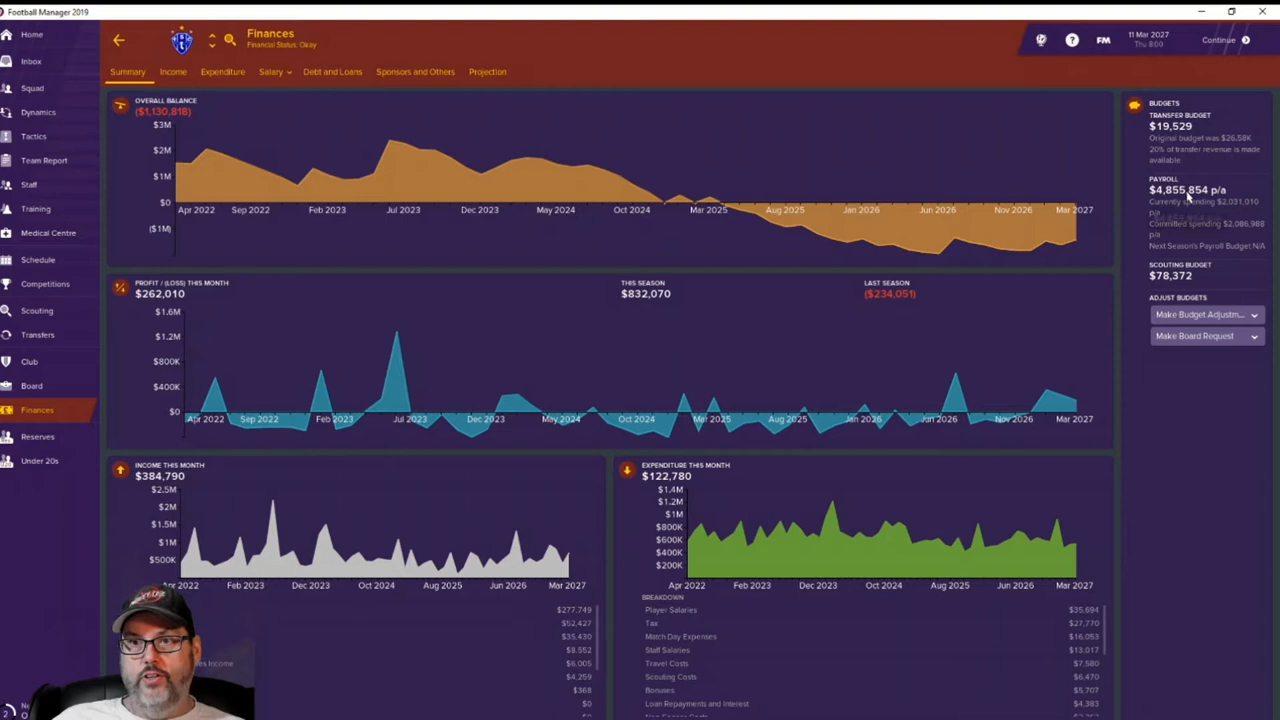 Football Manager 2019
Home
Inbox
Squad
Dynamics
Tactics
Team Report
Staff
Training
Medical Centre
Schedule
Competitions
Scouting
Transfers
Club
Board
Finances
Reserves
Under 20s
Finances
Financial Status: Okay
FM
11 Mar 2027
Thu 8:00
Continue
Summary Income Expenditure Salary Debt and Loans Sponsors and Others Projection
OVERALL BALANCE
($1,130,818)
$3M
$2M
$1M
$0
($1M)
Apr 2022 Sep 2022 Feb 2023 Jul 2023 Dec 2023 May 2024 Oct 2024 Mar 2025 Aug 2025 Jan 2026 Jun 2026 Nov 2026 Mar 2027
PROFIT / (LOSS) THIS MONTH
$262,010
THIS SEASON
$832,070
LAST SEASON
($234,051)
$1.6M
$1.2M
$800K
$400K
$0
Apr 2022 Sep 2022 Feb 2023 Jul 2023 Dec 2023 May 2024 Oct 2024 Mar 2025 Aug 2025 Jan 2026 Jun 2026 Nov 2026 Mar 2027
INCOME THIS MONTH
$384,790
$2.5M
$2M
$1.5M
$1M
$500K
Apr 2022 Feb 2023 Dec 2023 Oct 2024 Aug 2025 Jun 2026 Mar 2027
$277,749
$52,427
$35,430
$8,552
es Income $6,005
$4,259
$368
$0
$0
EXPENDITURE THIS MONTH
$122,780
$1.4M
$1.2M
$1M
$800K
$600K
$400K
$200K
Apr 2022 Feb 2023 Dec 2023 Oct 2024 Aug 2025 Jun 2026 Mar 2027
BREAKDOWN
Player Salaries $35,694
Tax $27,770
Match Day Expenses $16,053
Staff Salaries $13,017
Travel Costs $7,580
Scouting Costs $6,470
Bonuses $5,707
Loan Repayments and Interest $4,383
BUDGETS
TRANSFER BUDGET
$19,529
Original budget was $26.58K
20% of transfer revenue is made
available
PAYROLL
$4,855,854 p/a
Currently spending $2,031,010
p/a
Committed spending $2,086,988
p/a
Next Season's Payroll Budget N/A
SCOUTING BUDGET
$78,372
ADJUST BUDGETS
Make Budget Adjustm...
Make Board Request